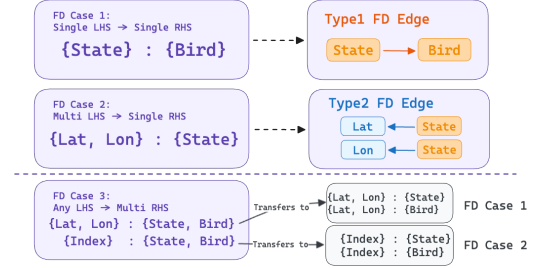 FD Case 1:
Single LHS → Single RHS
{State} : {Bird}
Type1 FD Edge
State
Bird
FD Case 2:
Multi LHS → Single RHS
{Lat, Lon} : {State}
Type2 FD Edge
Lat
State
Lon
State
FD Case 3:
Any LHS → Multi RHS
{Lat, Lon} : {State, Bird}
{Index} : {State, Bird}
Transfers to
{Lat, Lon} : {State}
{Lat, Lon} : {Bird}
FD Case 1
Transfers to
{Index} : {State}
{Index} : {Bird}
FD Case 2